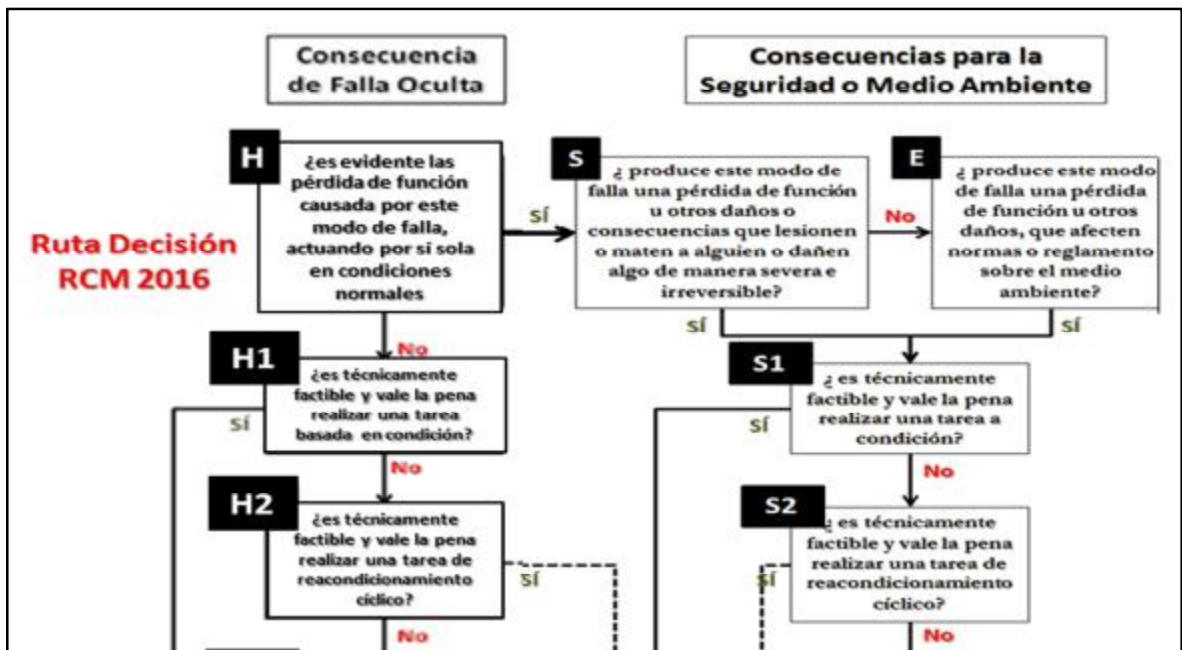 Consecuencia
de Falla Oculta
Consecuencias para la
Seguridad o Medio Ambiente
Ruta Decisión
RCM 2016
H
¿es evidente las
pérdida de función
causada por este
modo de falla,
actuando por si sola
en condiciones
normales
SÍ
No
S
¿ produce este modo de
falla una pérdida de función
u otros daños o
consecuencias que lesionen
o maten a alguien o dañen
algo de manera severa e
irreversible?
No
SÍ
E
¿ produce este modo
de falla una pérdida
de función u otros
daños, que afecten
normas o reglamento
sobre el medio
ambiente?
SÍ
H1
¿es técnicamente
factible y vale la pena
realizar una tarea
basada en condición?
SÍ
No
S1
¿ es técnicamente
factible y vale la pena
realizar una tarea a
condición?
SÍ
No
H2
¿es técnicamente
factible y vale la pena
realizar una tarea de
reacondicionamiento
cíclico?
SÍ
No
S2
¿ es técnicamente
factible y vale la pena
realizar una tarea de
reacondicionamiento
cíclico?
SÍ
No